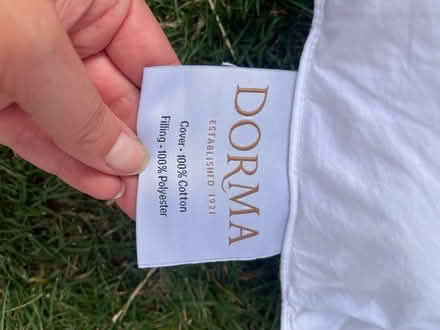 DORMA
ESTABLISHED 1921
Cover - 100% Cotton
Filling - 100% Polyester